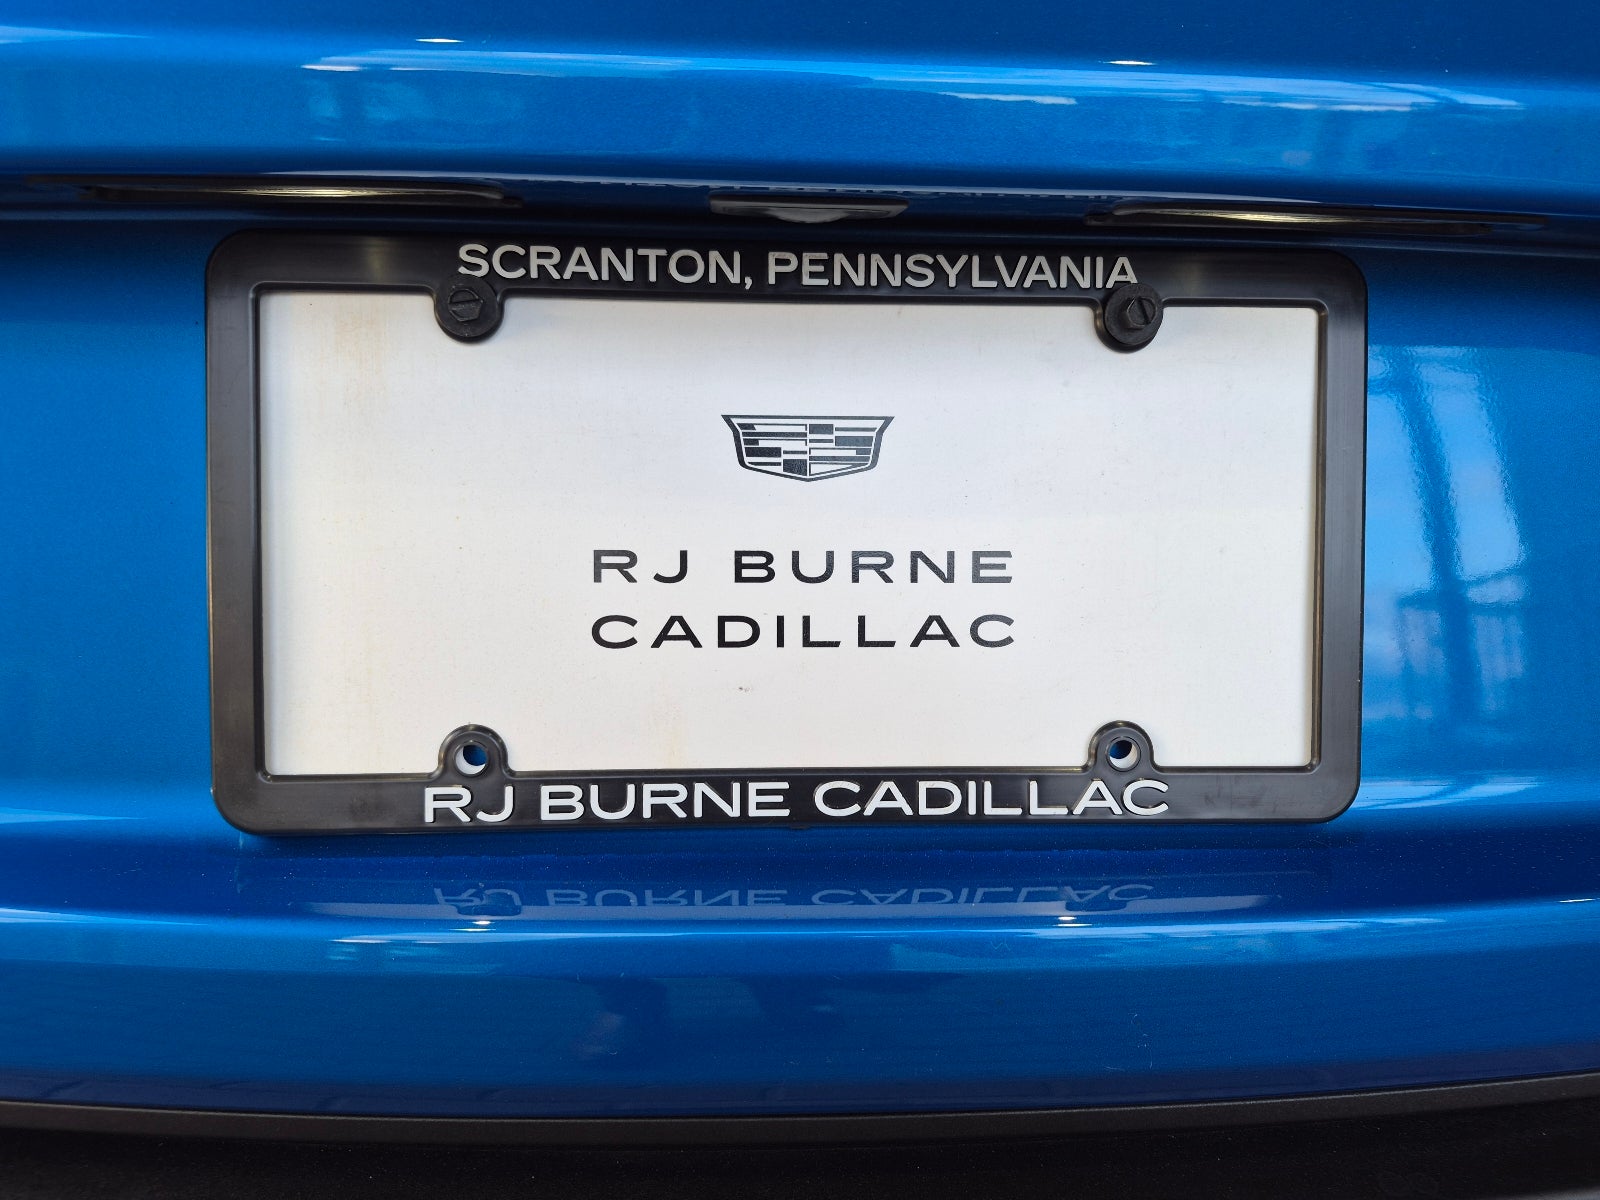 SCRANTON, PENNSYLVANIA
RJ BURNE
CADILLAC
RJ BURNE CADILLAC